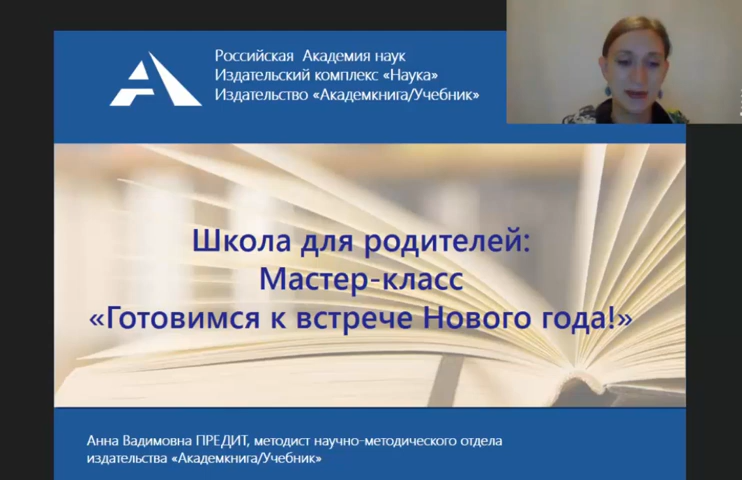 Российская Академия наук
Издательский комплекс «Наука»
Издательство «Академкнига/Учебник»
Школа для родителей:
Мастер-класс
«Готовимся к встрече Нового года!»
Анна Вадимовна ПРЕДИТ, методист научно-методического отдела
издательства «Академкнига/Учебник»